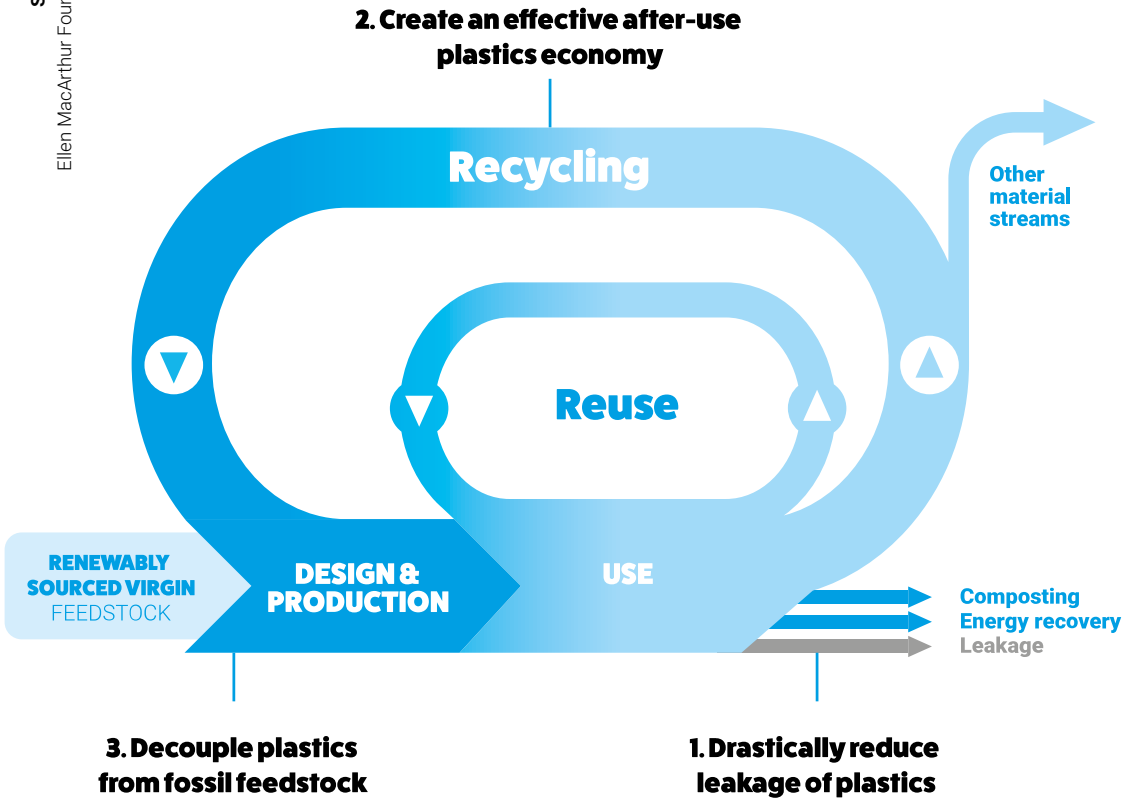 Ellen MacArthur
2. Create an effective after-use
plastics economy
Recycling
Other
material
streams
Reuse
RENEWABLY
SOURCED VIRGIN
FEEDSTOCK
DESIGN &
PRODUCTION
USE
Composting
Energy recovery
Leakage
3. Decouple plastics
from fossil feedstock
1. Drastically reduce
leakage of plastics